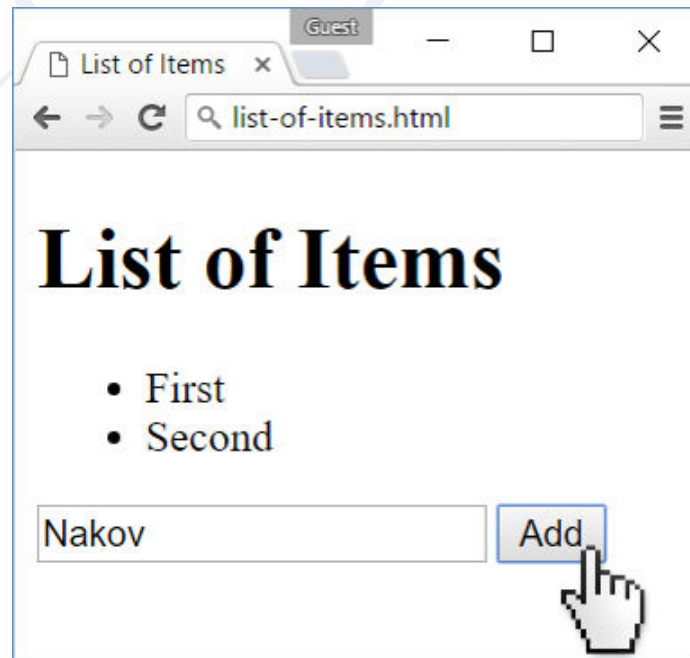 Guest
List of Items
list-of-items.html
List of Items
First
Second
Nakov Add